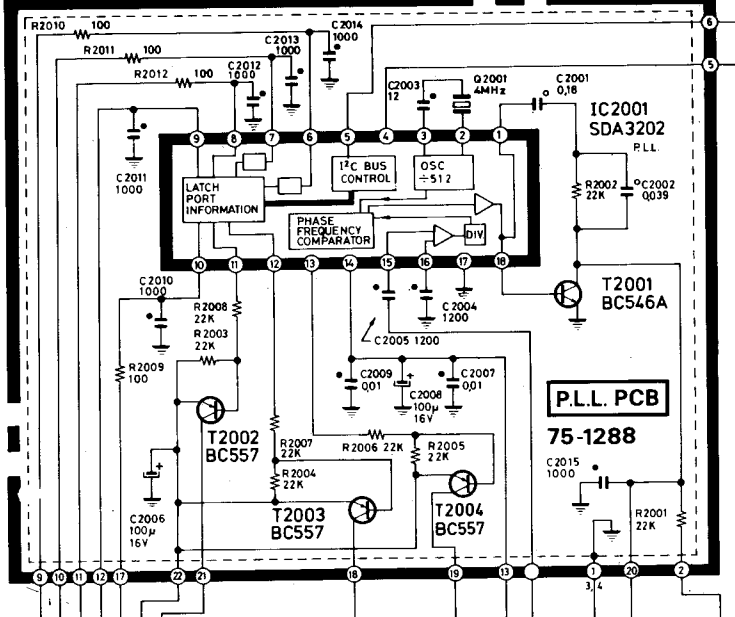 R2010 100
C2014
1000
6
R2011 100
C2013
1000
5
R2012 100
C2012
1000
C2003
12
Q2001
4MHz
C2001
0,18
IC2001
SDA3202
P.L.L.
9 8 7 6 5 4 3 2 1
C2011
1000
I²C BUS
CONTROL
OSC
÷512
LATCH
PORT
INFORMATION
PHASE
FREQUENCY
COMPARATOR
DIV
R2002
22K
C2002
0,039
10 11 12 13 14 15 16 17 18
C2010
1000
R2008
22K
R2003
22K
C2004
1200
C2005 1200
T2001
BC546A
R2009
100
C2009
0,01
C2008
100µ
16V
C2007
0,01
P.L.L. PCB
75-1288
T2002
BC557
R2007
22K
R2006 22K
R2005
22K
R2004
22K
C2015
1000
C2006
100µ
16V
T2003
BC557
T2004
BC557
R2001
22K
9 10 11 12 17 22 21 18 19 13 1 20 2
3,4